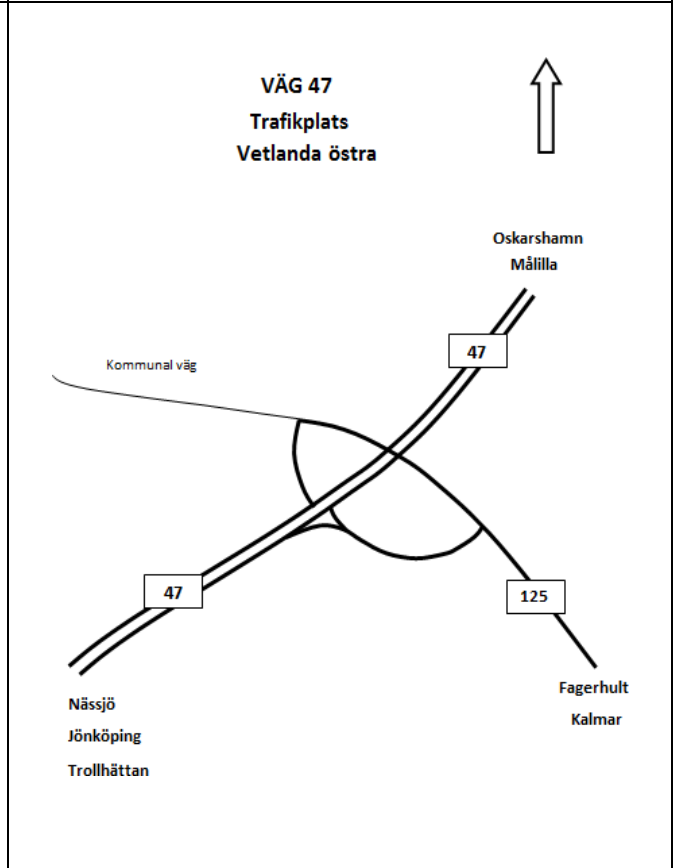 VÄG 47
Trafikplats
Vetlanda östra
Oskarshamn
Målilla
47
Kommunal väg
47
125
Fagerhult
Kalmar
Nässjö
Jönköping
Trollhättan